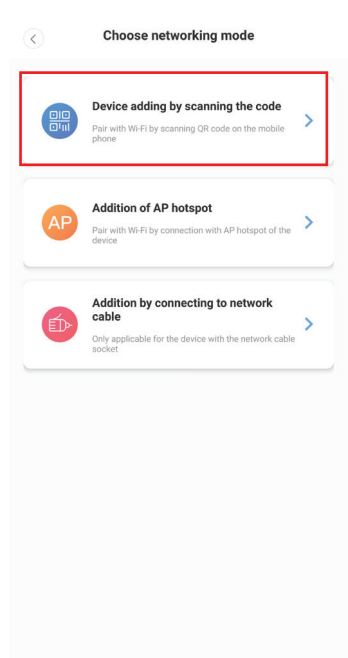 Choose networking mode
Device adding by scanning the code
Pair with Wi-Fi by scanning QR code on the mobile
phone
AP
Addition of AP hotspot
Pair with Wi-Fi by connection with AP hotspot of the
device
Addition by connecting to network
cable
Only applicable for the device with the network cable
socket